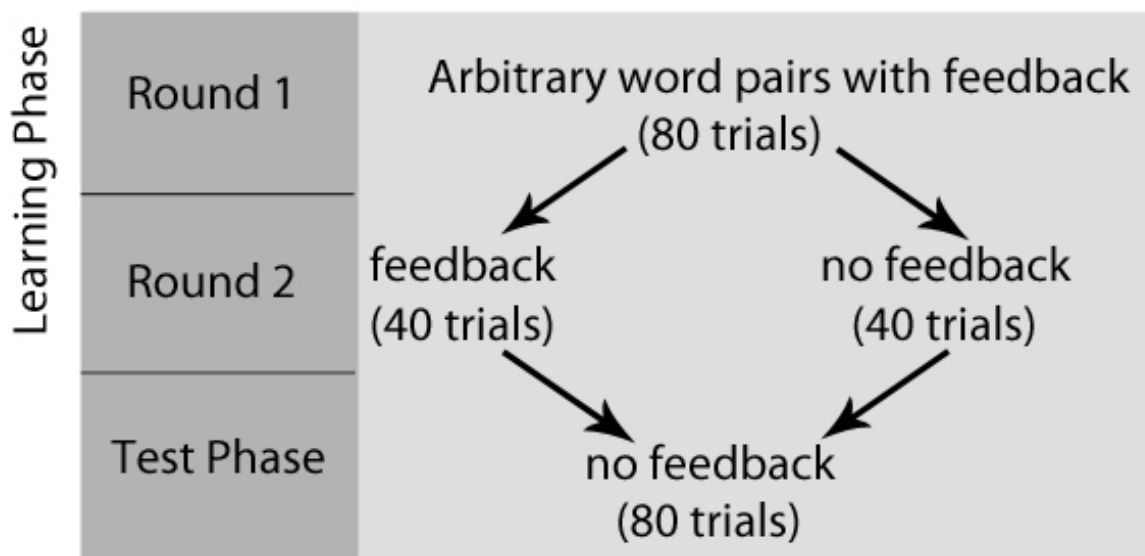 Learning Phase
Round 1
Arbitrary word pairs with feedback
(80 trials)
Round 2
feedback
(40 trials)
no feedback
(40 trials)
Test Phase
no feedback
(80 trials)